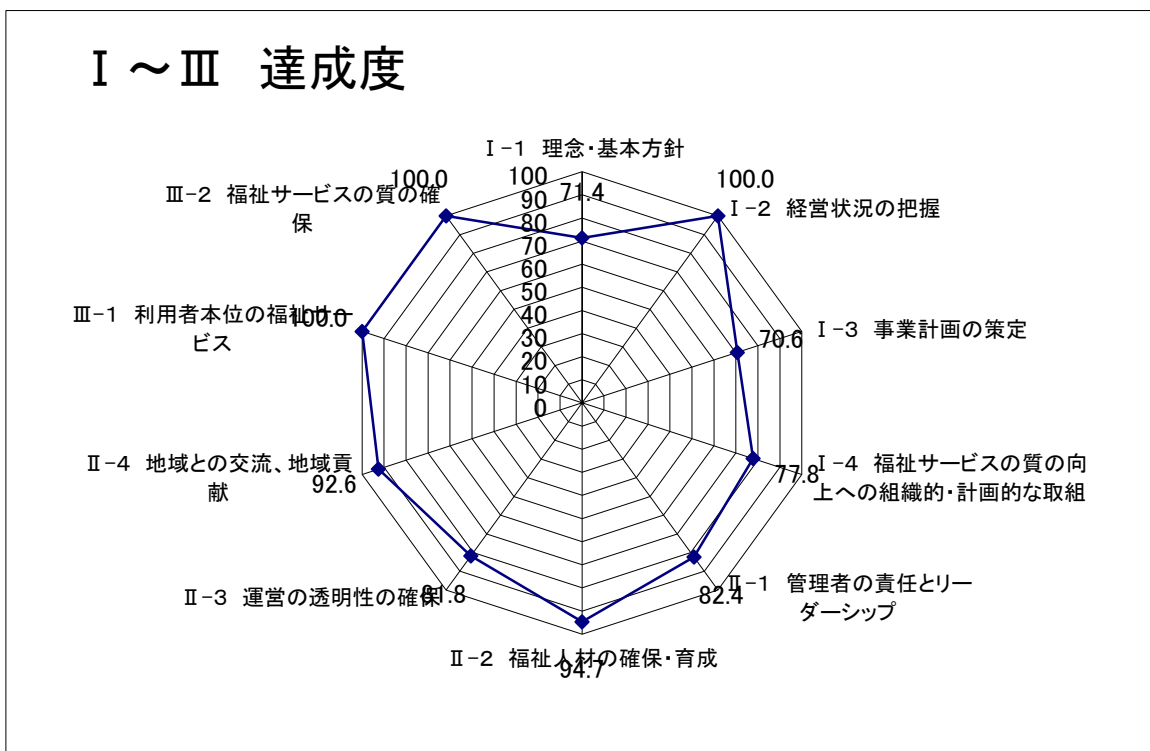 Ⅰ～Ⅲ 達成度
Ⅰ-1 理念・基本方針
71.4
100.0
Ⅰ-2 経営状況の把握
70.6
Ⅰ-3 事業計画の策定
77.8
Ⅰ-4 福祉サービスの質の向
上への組織的・計画的な取組
82.4
Ⅱ-1 管理者の責任とリー
ダーシップ
94.7
Ⅱ-2 福祉人材の確保・育成
81.8
Ⅱ-3 運営の透明性の確保
92.6
Ⅱ-4 地域との交流、地域貢
献
100.0
Ⅲ-1 利用者本位の福祉サー
ビス
100.0
Ⅲ-2 福祉サービスの質の確
保
100
90
80
70
60
50
40
30
20
10
0